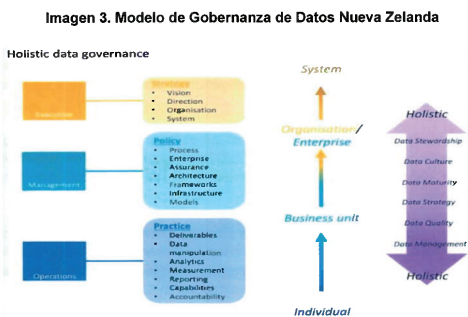 Imagen 3. Modelo de Gobernanza de Datos Nueva Zelanda
Holistic data governance
Executive
Strategy
• Vision
• Direction
• Organisation
• System
Management
Policy
• Process
• Enterprise
• Assurance
• Architecture
• Frameworks
• Infrastructure
• Models
Operations
Practice
• Deliverables
• Data
manipulation
• Analytics
• Measurement
• Reporting
• Capabilities
• Accountability
System
Organisation/
Enterprise
Business unit
Individual
Holistic
Data Stewardship
Data Culture
Data Maturity
Data Strategy
Data Quality
Data Management
Holistic